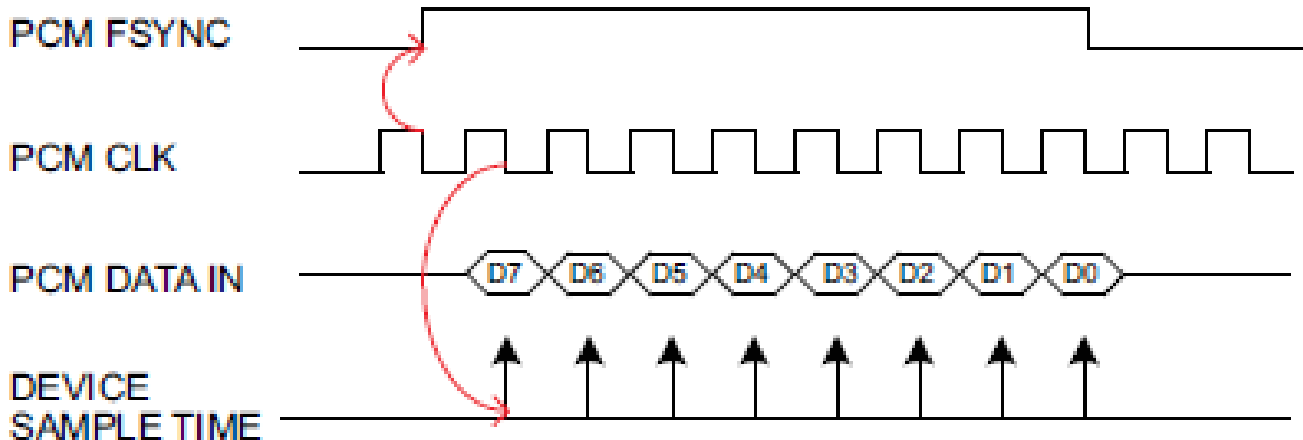 PCM FSYNC
PCM CLK
PCM DATA IN
D7 D6 D5 D4 D3 D2 D1 D0
DEVICE
SAMPLE TIME